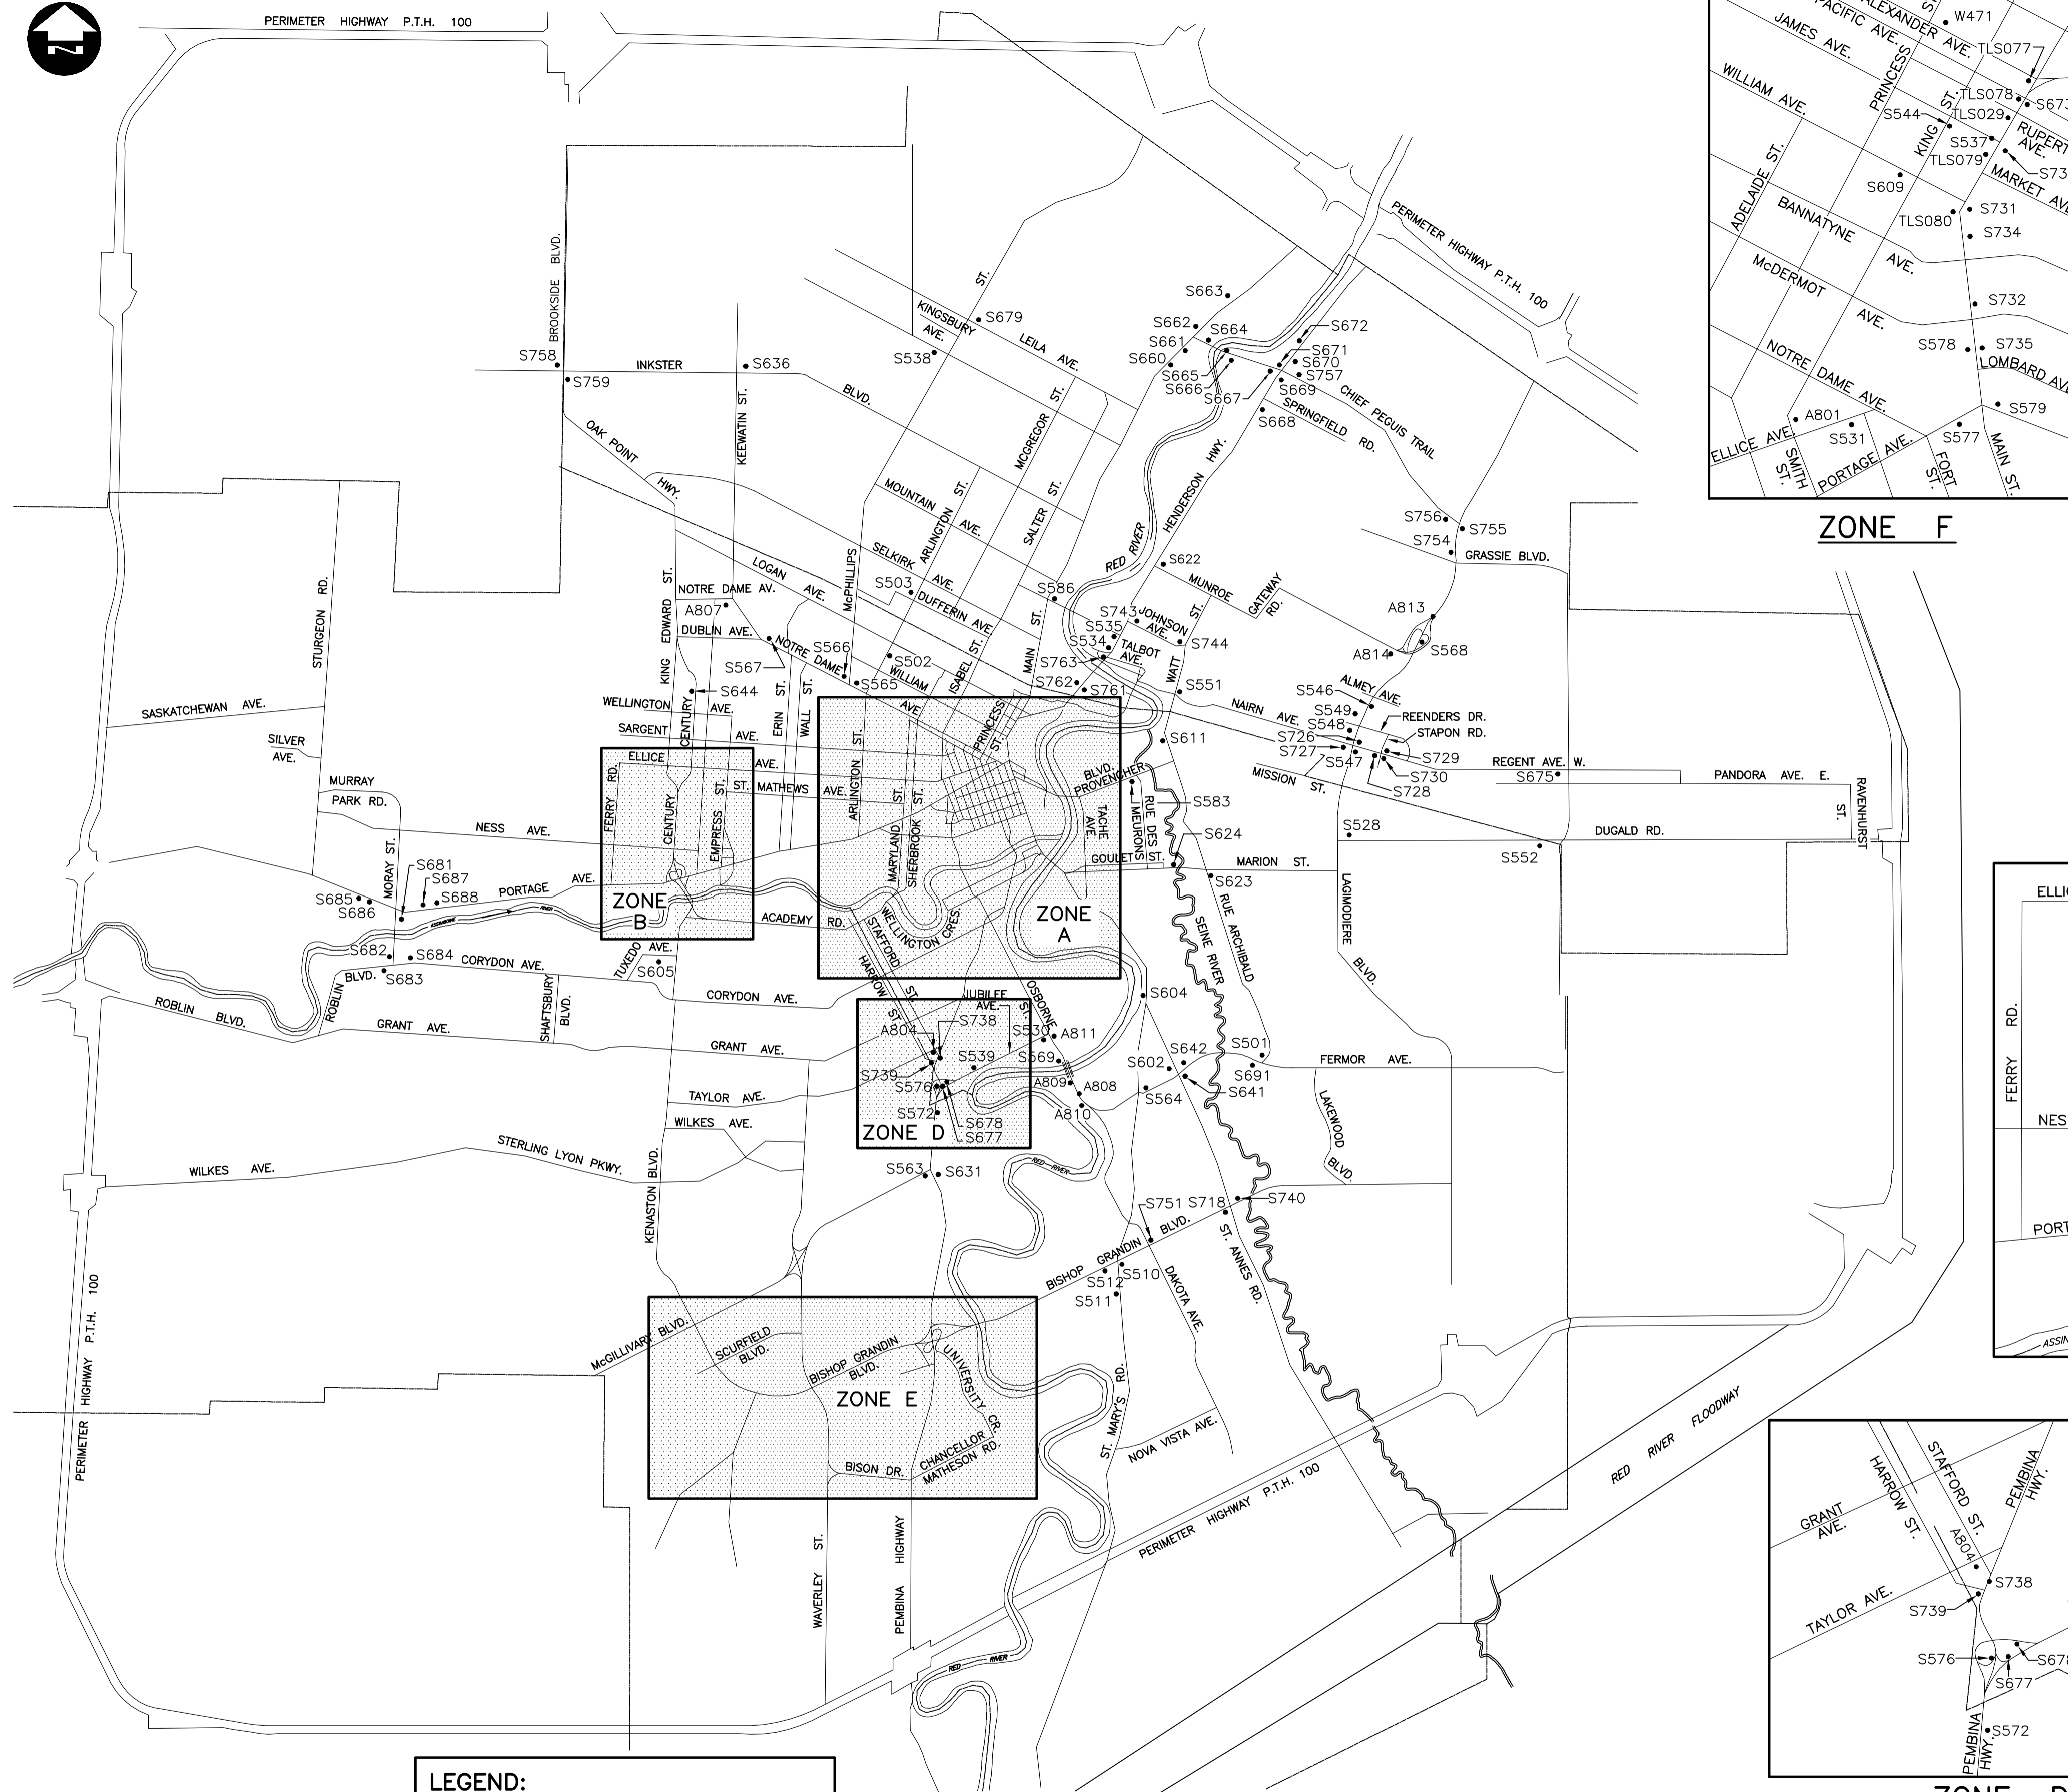 PERIMETER HIGHWAY P.T.H. 100
PERIMETER HIGHWAY P.T.H. 100
BROOKSIDE BLVD.
S758
S759
INKSTER
S636
BLVD.
KEEWATIN ST.
OAK POINT
HWY.
ST.
S679
KINGSBURY
AVE.
S538
LEILA AVE.
S663
S662
S664
S661
S660
S665
S666
S667
S672
S671
S670
S757
S669
S668
CHIEF PEGUIS TRAIL
SPRINGFIELD RD.
MCGREGOR ST.
MOUNTAIN AVE.
ARLINGTON ST.
SALTER ST.
HENDERSON HWY.
RED RIVER
SELKIRK AVE.
LOGAN AVE.
McPHILLIPS
S503
DUFFERIN AVE.
S586
S622
MUNROE
GATEWAY
RD.
S756
S755
S754
GRASSIE BLVD.
STURGEON RD.
KING EDWARD ST.
NOTRE DAME AV.
A807
DUBLIN AVE.
NOTRE DAME
AVE.
S566
S567
S565
S502
WILLIAM
ISABEL ST.
MAIN ST.
S743
JOHNSON
AVE.
S535
S534
TALBOT
AVE.
S744
S763
S762
S761
WATT
ST.
S551
A813
A814
S568
S546
ALMEY AVE.
S549
REENDERS DR.
STAPON RD.
S548
S726
S727
S547
S729
S730
S728
NAIRN AVE.
REGENT AVE. W.
S675
PANDORA AVE. E.
RAVENHURST
ST.
S644
CENTURY
WELLINGTON AVE.
SARGENT AVE.
ERIN ST.
WALL ST.
SASKATCHEWAN AVE.
SILVER
AVE.
ELLICE AVE.
FERRY RD.
ST. MATHEWS AVE.
CENTURY
EMPRESS ST.
ARLINGTON ST.
MARYLAND ST.
SHERBROOK ST.
PRINCESS
ST.
S611
BLVD.
PROVENCHER
TACHE
AVE.
RUE DES
MEURONS
S583
S624
MISSION ST.
MURRAY
PARK RD.
NESS AVE.
MORAY ST.
S681
S687
S688
S685
S686
PORTAGE AVE.
ASSINIBOINE RIVER
ZONE
B
ACADEMY RD.
STAFFORD ST.
HARROW ST.
WELLINGTON CRES.
ZONE
A
GOULET ST.
MARION ST.
S623
RUE ARCHIBALD
SEINE RIVER
S528
DUGALD RD.
S552
LAGIMODIERE
BLVD.
S682
S684
S683
CORYDON AVE.
TUXEDO
AVE.
S605
CORYDON AVE.
ROBLIN BLVD.
ROBLIN BLVD.
SHAFTSBURY
BLVD.
GRANT AVE.
GRANT AVE.
JUBILEE
AVE.
OSBORNE
ST.
S604
A804
S738
S530
A811
S539
S569
S739
S576
S572
S678
S677
ZONE D
A809
A808
A810
S602
S642
S564
S641
S501
S691
FERMOR AVE.
LAKEWOOD
BLVD.
TAYLOR AVE.
WILKES AVE.
STERLING LYON PKWY.
WILKES AVE.
KENASTON BLVD.
S563
S631
RED RIVER
S751
S718
S740
BISHOP GRANDIN BLVD.
S512
S510
S511
DAKOTA AVE.
ST. ANNES RD.
McGILLIVARY BLVD.
SCURFIELD
BLVD.
BISHOP GRANDIN
BLVD.
UNIVERSITY CR.
ZONE E
BISON DR.
CHANCELLOR
MATHESON RD.
ST. MARY'S RD.
NOVA VISTA AVE.
PERIMETER HIGHWAY P.T.H. 100
PERIMETER HIGHWAY P.T.H. 100
RED RIVER FLOODWAY
WAVERLEY ST.
PEMBINA HIGHWAY
RED RIVER
LEGEND:
W471
ALEXANDER AVE.
PACIFIC AVE.
JAMES AVE.
WILLIAM AVE.
PRINCESS
TLS077
TLS078
TLS029
S544
KING ST.
S537
TLS079
RUPERT
AVE.
MARKET
S609
ADELAIDE ST.
BANNATYNE
AVE.
TLS080
S731
S734
McDERMOT
AVE.
S732
NOTRE DAME AVE.
S578
S735
LOMBARD
A801
S531
S579
S577
ELLICE AVE.
SMITH
ST.
PORTAGE AVE.
FORT
ST.
MAIN ST.
ZONE F
FERRY RD.
STAFFORD ST.
HARROW ST.
PEMBINA
HWY.
GRANT
AVE.
A804
S738
TAYLOR AVE.
S739
S576
S677
S572
PEMBINA
HWY.